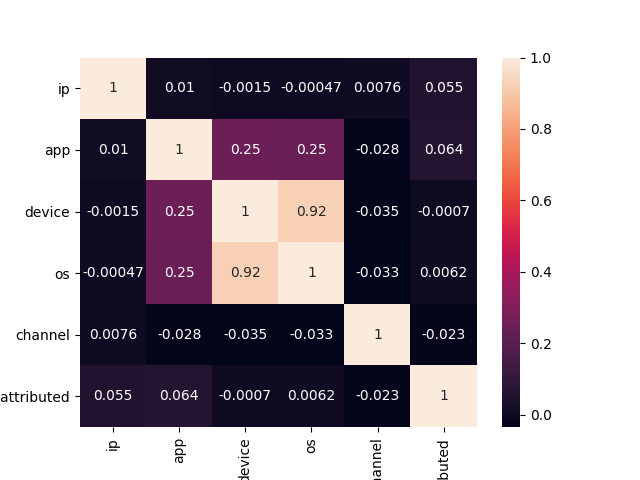 ip 1 0.01 -0.0015 -0.00047 0.0076 0.055
app 0.01 1 0.25 0.25 -0.028 0.064
device -0.0015 0.25 1 0.92 -0.035 -0.0007
os -0.00047 0.25 0.92 1 -0.033 0.0062
channel 0.0076 -0.028 -0.035 -0.033 1 -0.023
attributed 0.055 0.064 -0.0007 0.0062 -0.023 1
ip app device os hannel buted
1.0
0.8
0.6
0.4
0.2
0.0